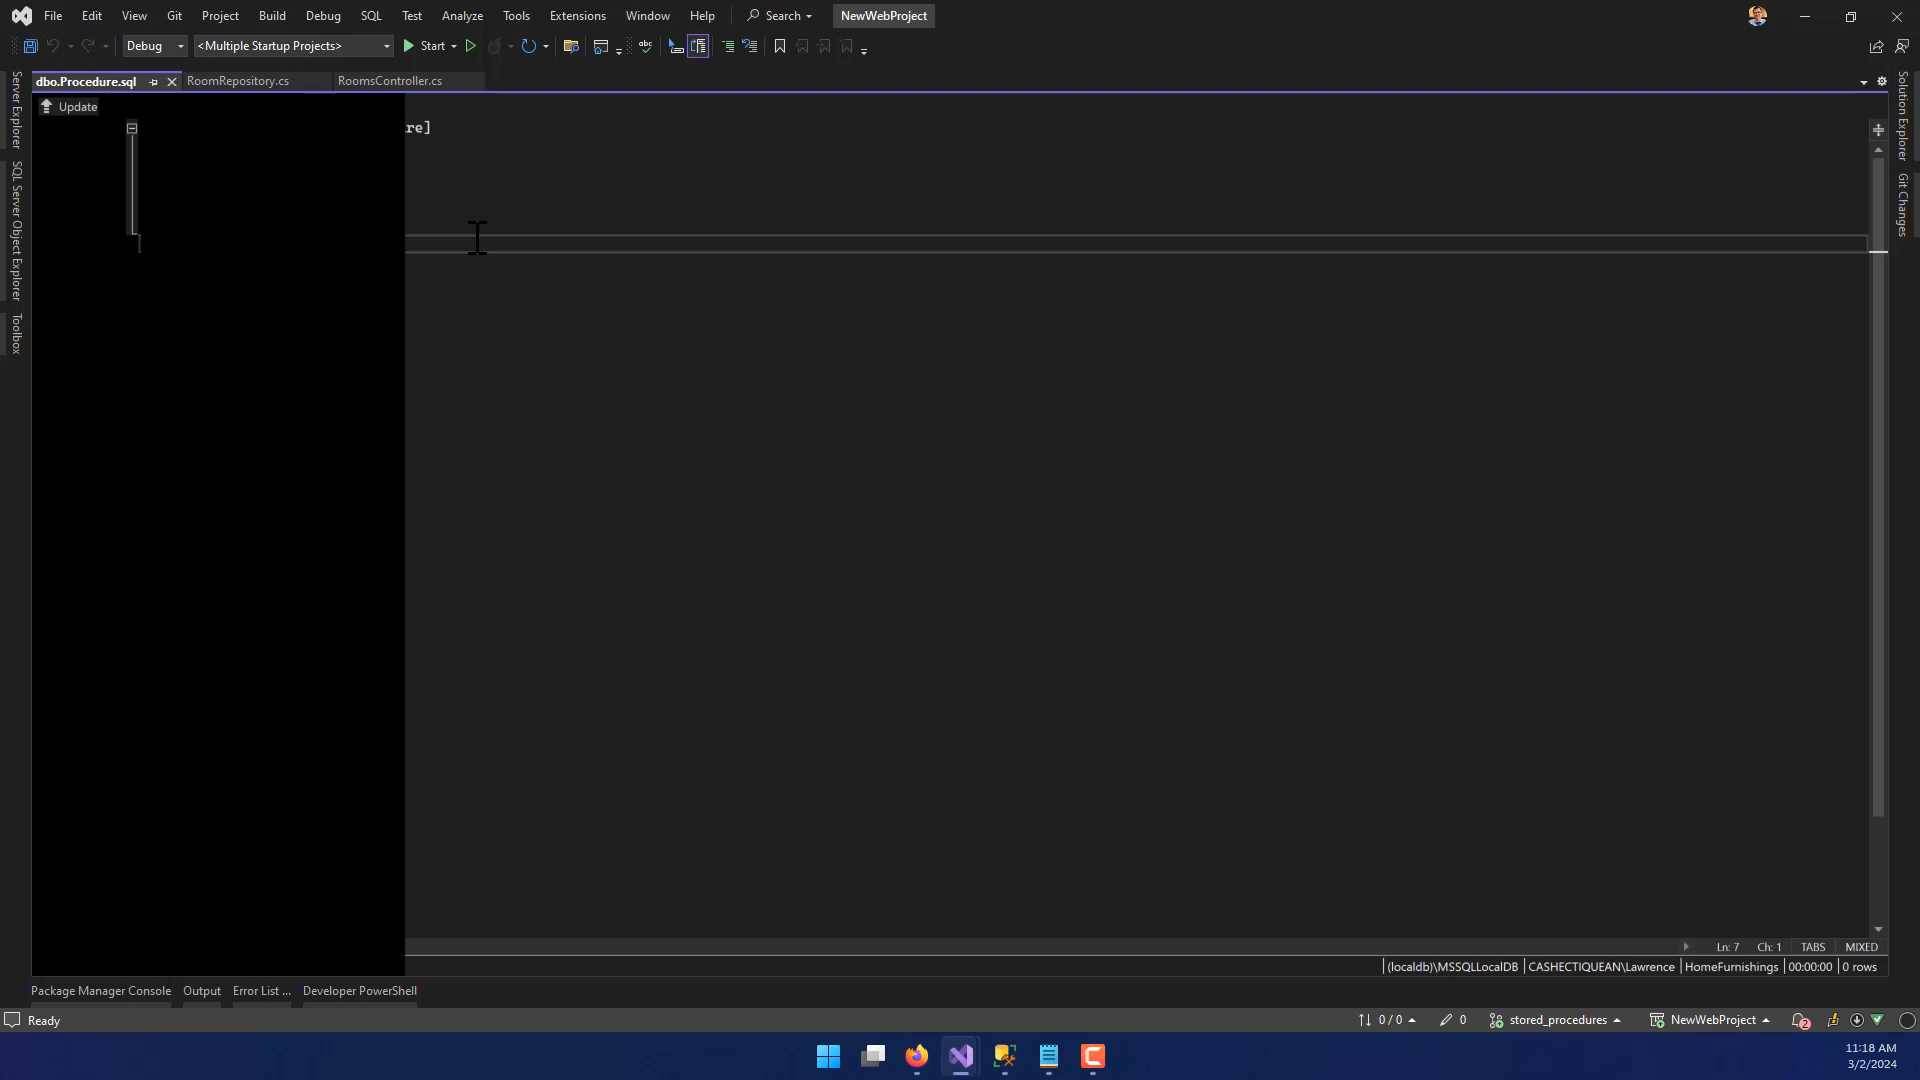 File Edit View Git Project Build Debug SQL Test Analyze Tools Extensions Window Help Search NewWebProject
Debug <Multiple Startup Projects> Start
dbo.Procedure.sql RoomRepository.cs RoomsController.cs
Update
re]
Server Explorer
SQL Server Object Explorer
Toolbox
Solution Explorer
Git Changes
Ln: 7 Ch: 1 TABS MIXED
(localdb)\MSSQLLocalDB CASHECTIQUEAN\Lawrence HomeFurnishings 00:00:00 0 rows
Package Manager Console Output Error List ... Developer PowerShell
Ready 0 / 0 0 stored_procedures NewWebProject 2
11:18 AM
3/2/2024